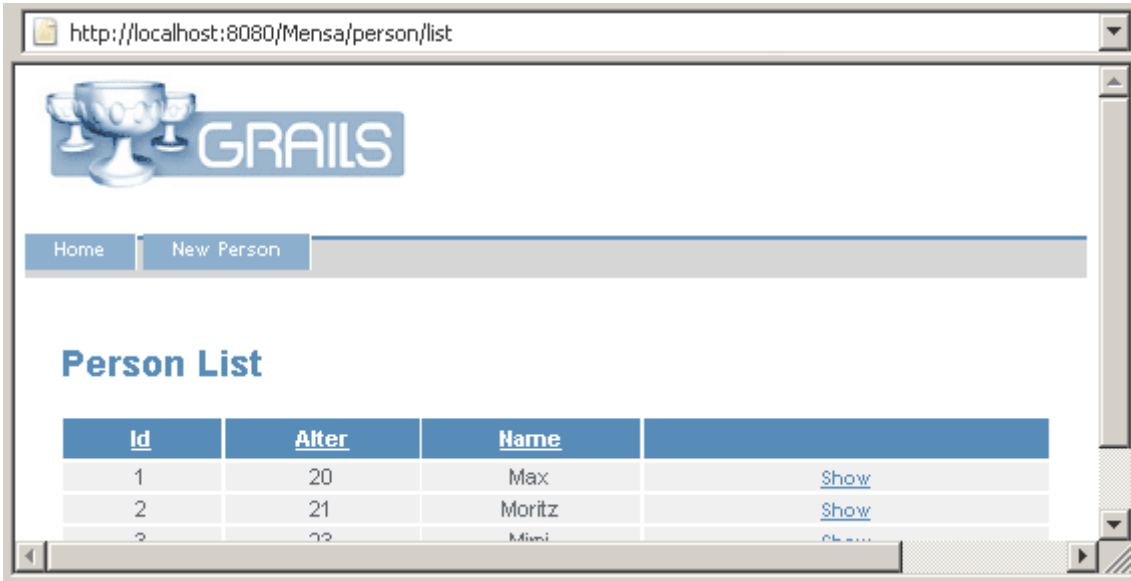 http://localhost:8080/Mensa/person/list
GRAILS
Home New Person
Person List
Id Alter Name
1 20 Max Show
2 21 Moritz Show